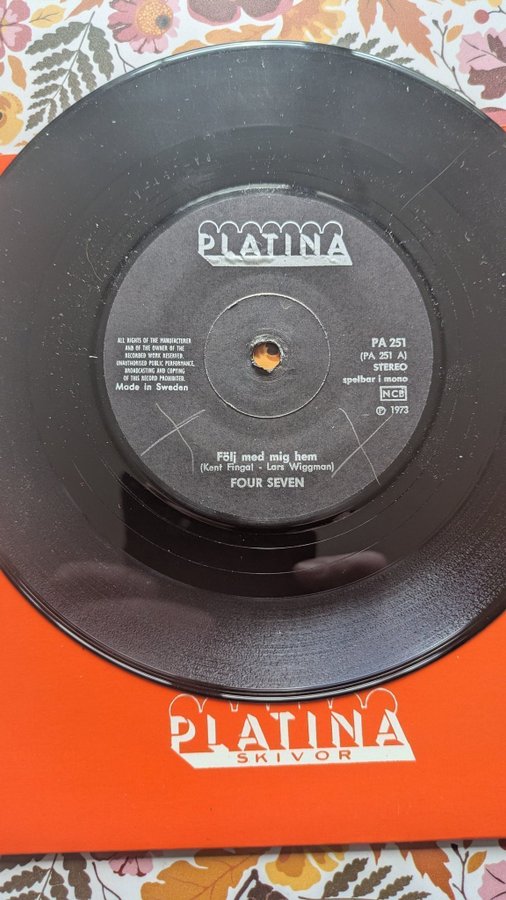 PLATINA
ALL RIGHTS OF THE MANUFACTURER
AND OF THE OWNER OF THE
RECORDED WORK RESERVED.
UNAUTHORISED PUBLIC PERFORMANCE,
BROADCASTING AND COPYING
OF THIS RECORD PROHIBITED.
Made in Sweden
PA 251
(PA 251 A)
STEREO
spelbar i mono
NCB
℗ 1973
Följ med mig hem
(Kent Fingal - Lars Wiggman)
FOUR SEVEN
PLATINA
SKIVOR